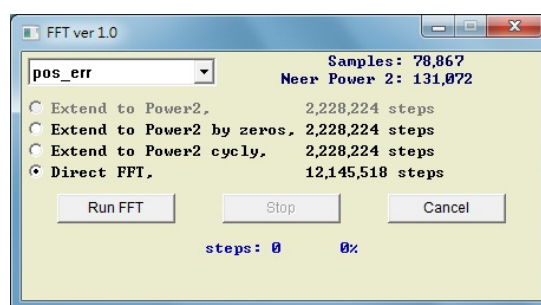 FFT ver 1.0
Samples: 78,867
pos_err
Neer Power 2: 131,072
Extend to Power2, 2,228,224 steps
Extend to Power2 by zeros, 2,228,224 steps
Extend to Power2 cycly, 2,228,224 steps
Direct FFT, 12,145,518 steps
Run FFT Stop Cancel
steps: 0 0%